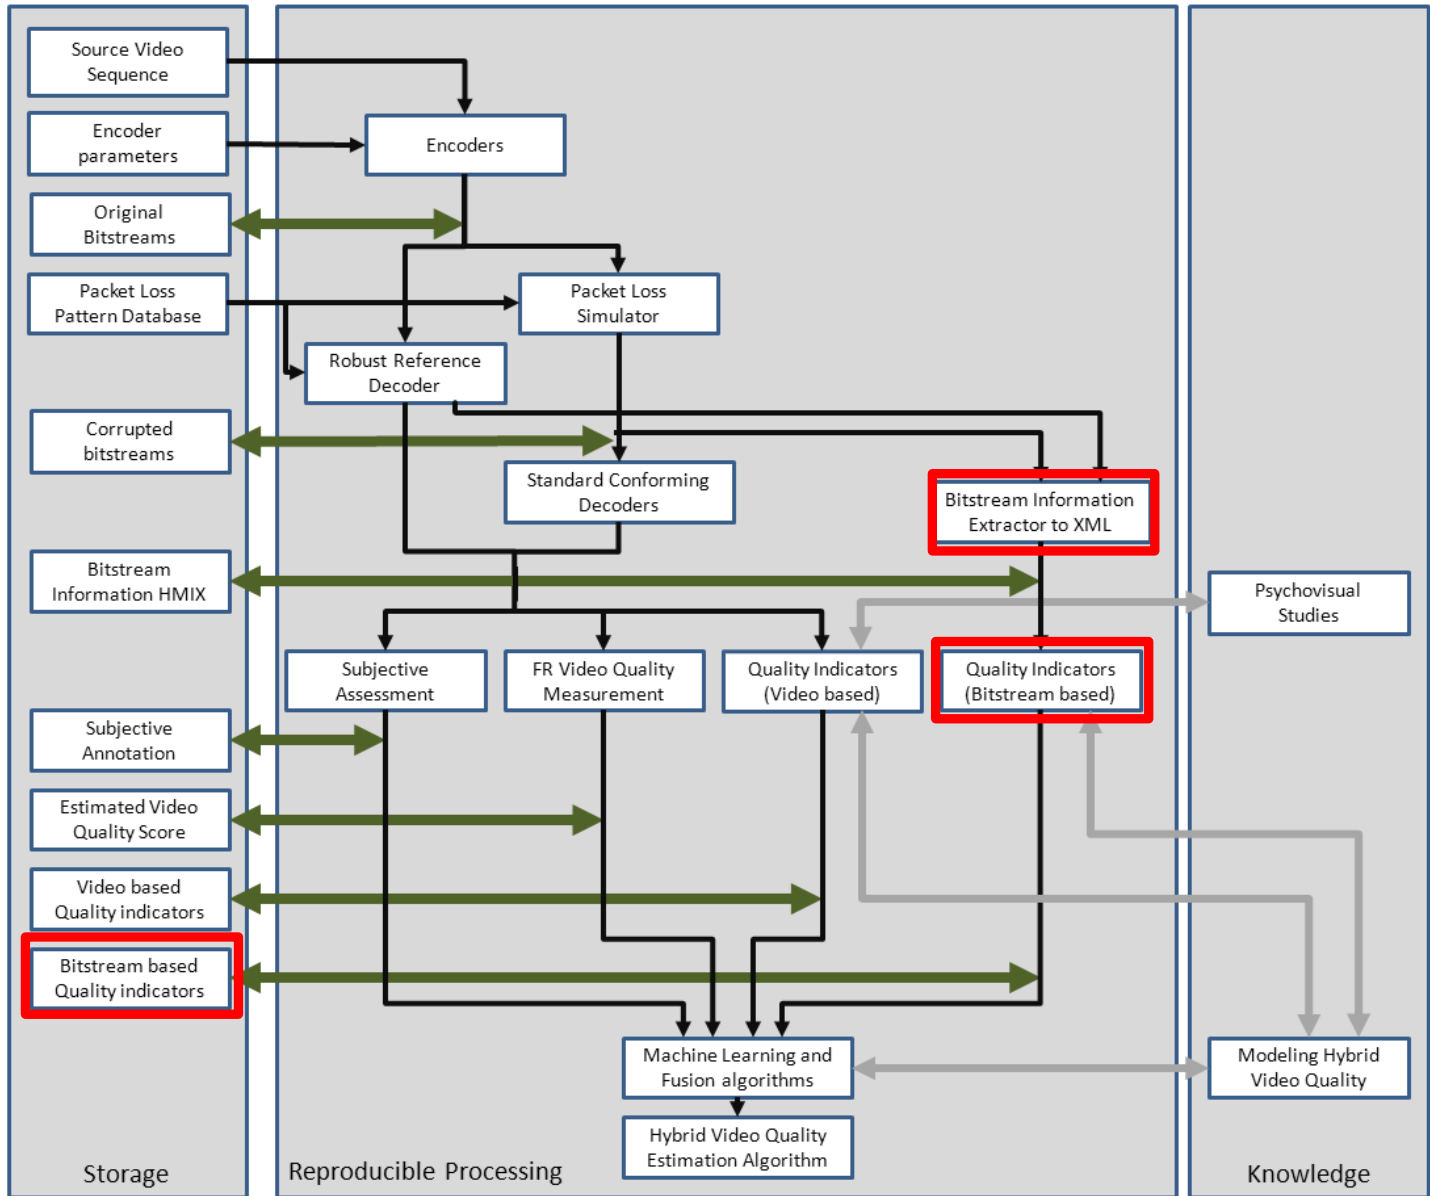 Source Video
Sequence
Encoder
parameters
Encoders
Original
Bitstreams
Packet Loss
Pattern Database
Packet Loss
Simulator
Robust Reference
Decoder
Corrupted
bitstreams
Standard Conforming
Decoders
Bitstream Information
Extractor to XML
Bitstream
Information HMIX
Psychovisual
Studies
Subjective
Assessment
FR Video Quality
Measurement
Quality Indicators
(Video based)
Quality Indicators
(Bitstream based)
Subjective
Annotation
Estimated Video
Quality Score
Video based
Quality indicators
Bitstream based
Quality indicators
Machine Learning and
Fusion algorithms
Modeling Hybrid
Video Quality
Hybrid Video Quality
Estimation Algorithm
Storage
Reproducible Processing
Knowledge